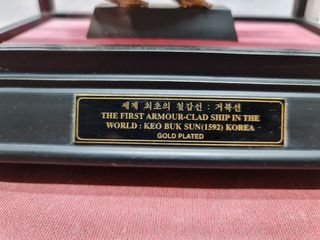 세계 최초의 철갑선 : 거북선
THE FIRST ARMOUR-CLAD SHIP IN THE
WORLD : KEO BUK SUN(1592) KOREA
GOLD PLATED